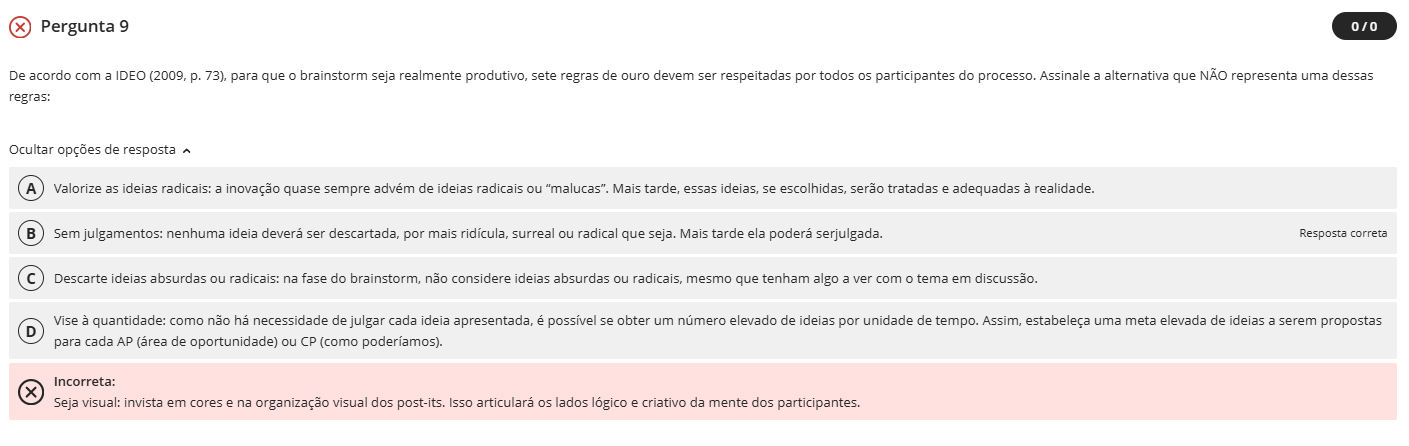 Pergunta 9
0 / 0
De acordo com a IDEO (2009, p. 73), para que o brainstorm seja realmente produtivo, sete regras de ouro devem ser respeitadas por todos os participantes do processo. Assinale a alternativa que NÃO representa uma dessas
regras:
Ocultar opções de resposta
A Valorize as ideias radicais: a inovação quase sempre advém de ideias radicais ou “malucas”. Mais tarde, essas ideias, se escolhidas, serão tratadas e adequadas à realidade.
B Sem julgamentos: nenhuma ideia deverá ser descartada, por mais ridícula, surreal ou radical que seja. Mais tarde ela poderá serjulgada. Resposta correta
C Descarte ideias absurdas ou radicais: na fase do brainstorm, não considere ideias absurdas ou radicais, mesmo que tenham algo a ver com o tema em discussão.
D Vise à quantidade: como não há necessidade de julgar cada ideia apresentada, é possível se obter um número elevado de ideias por unidade de tempo. Assim, estabeleça uma meta elevada de ideias a serem propostas
para cada AP (área de oportunidade) ou CP (como poderíamos).
Incorreta:
Seja visual: invista em cores e na organização visual dos post-its. Isso articulará os lados lógico e criativo da mente dos participantes.